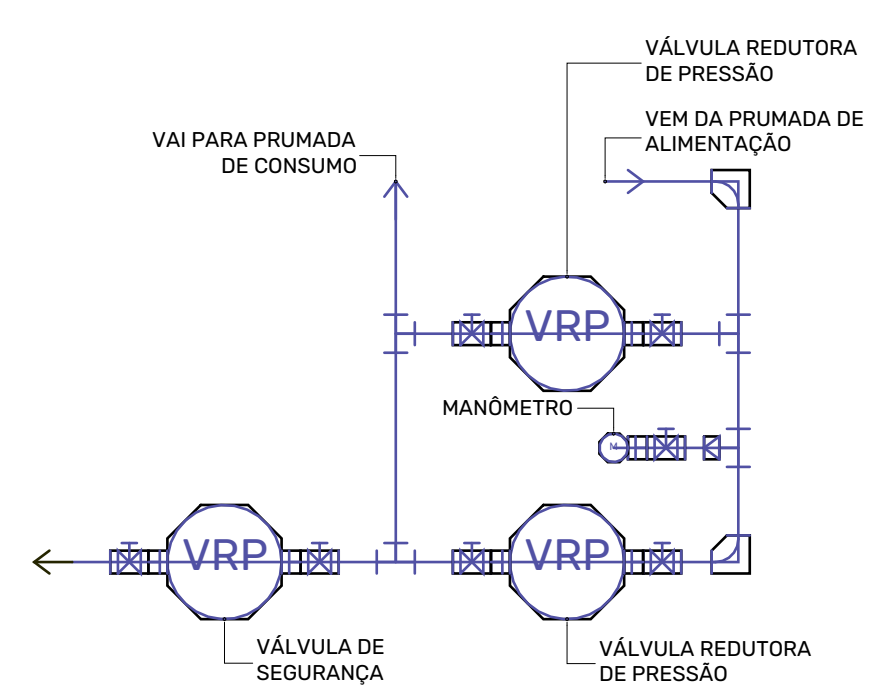 VÁLVULA REDUTORA
DE PRESSÃO
VEM DA PRUMADA DE
ALIMENTAÇÃO
VAI PARA PRUMADA
DE CONSUMO
VRP
MANÔMETRO
M
VRP
VRP
VÁLVULA DE
SEGURANÇA
VÁLVULA REDUTORA
DE PRESSÃO